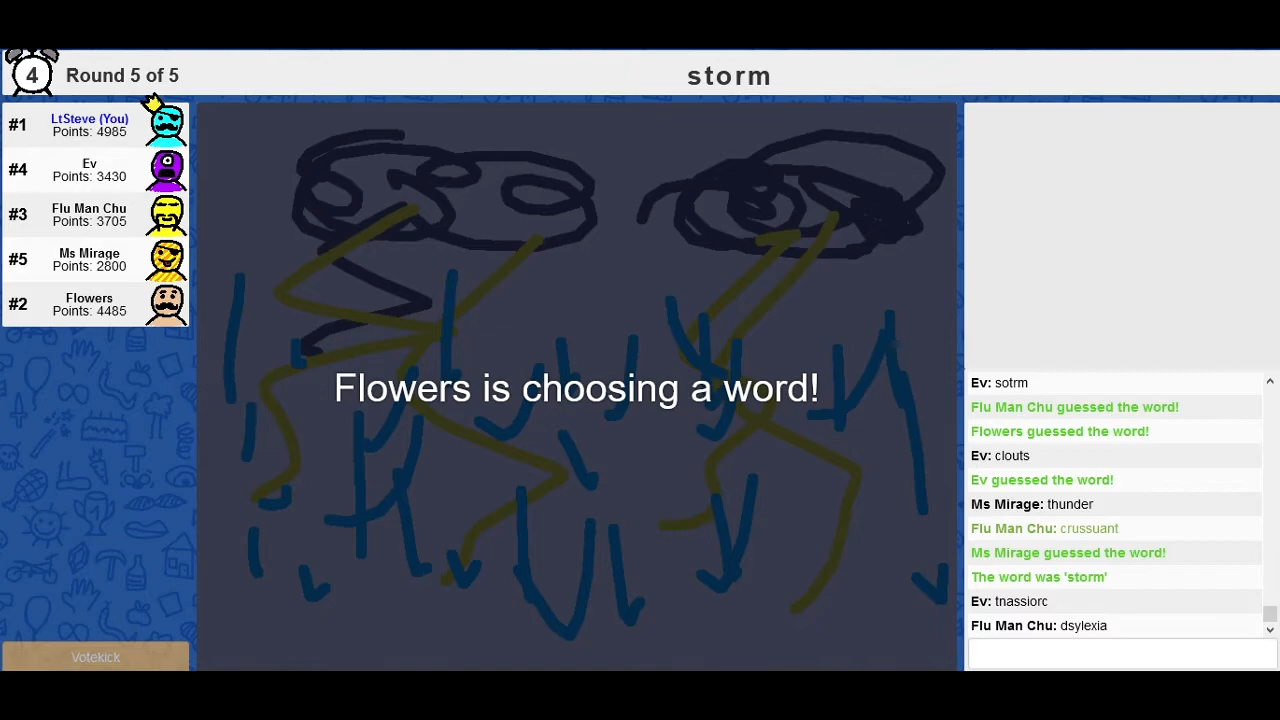 4
Round 5 of 5
storm
#1
LtSteve (You)
Points: 4985
#4
Ev
Points: 3430
#3
Flu Man Chu
Points: 3705
#5
Ms Mirage
Points: 2800
#2
Flowers
Points: 4485
Votekick
Flowers is choosing a word!
Ev: sotrm
Flu Man Chu guessed the word!
Flowers guessed the word!
Ev: clouts
Ev guessed the word!
Ms Mirage: thunder
Flu Man Chu: crussuant
Ms Mirage guessed the word!
The word was 'storm'
Ev: tnassiorc
Flu Man Chu: dsylexia